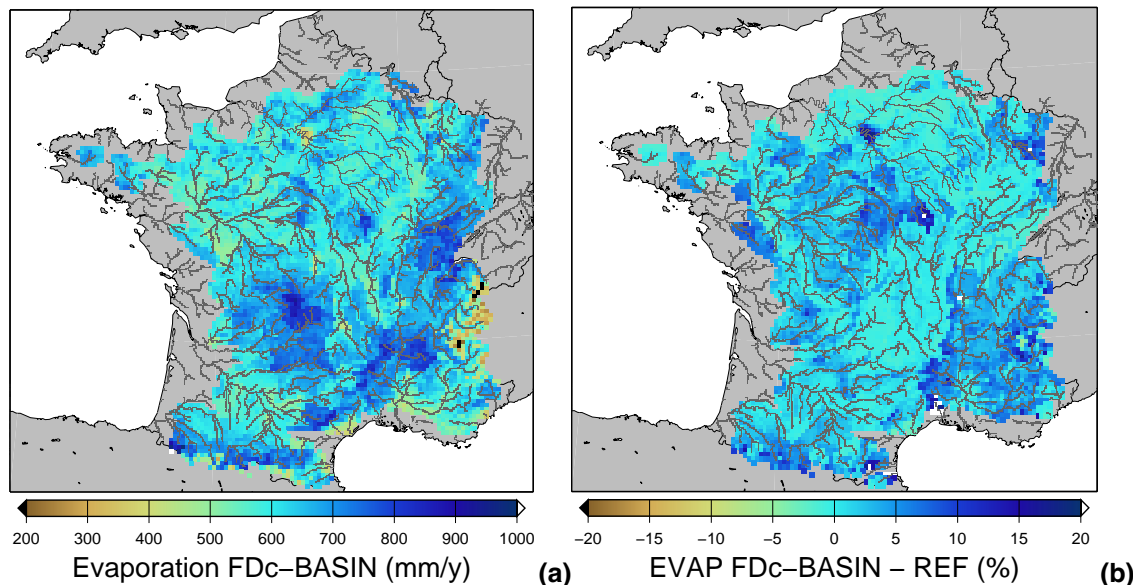 200 300 400 500 600 700 800 900 1000
Evaporation FDc−BASIN (mm/y)
(a)
−20 −15 −10 −5 0 5 10 15 20
EVAP FDc−BASIN − REF (%)
(b)